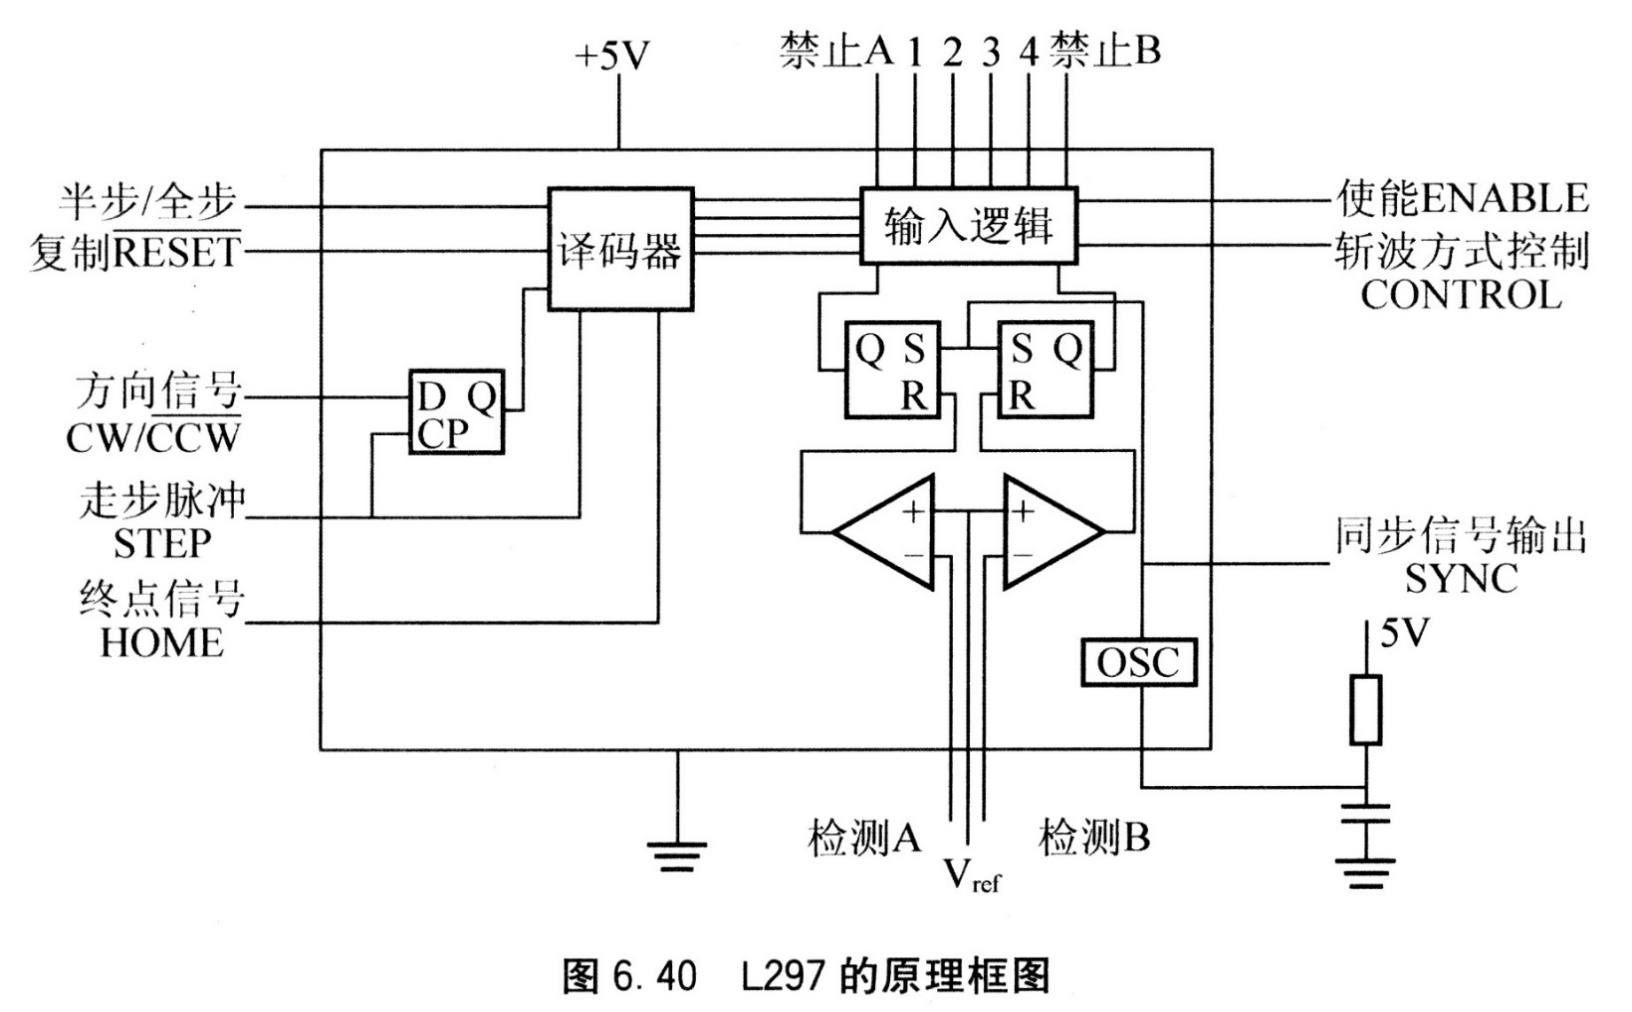 +5V
禁止A 1 2 3 4 禁止B
半步/全步
复制RESET
译码器
输入逻辑
使能ENABLE
斩波方式控制
CONTROL
Q S
R
S Q
R
方向信号
CW/CCW
D Q
CP
走步脉冲
STEP
+
−
+
−
终点信号
HOME
同步信号输出
SYNC
5V
OSC
检测A
Vref
检测B
图 6.40 L297 的原理框图